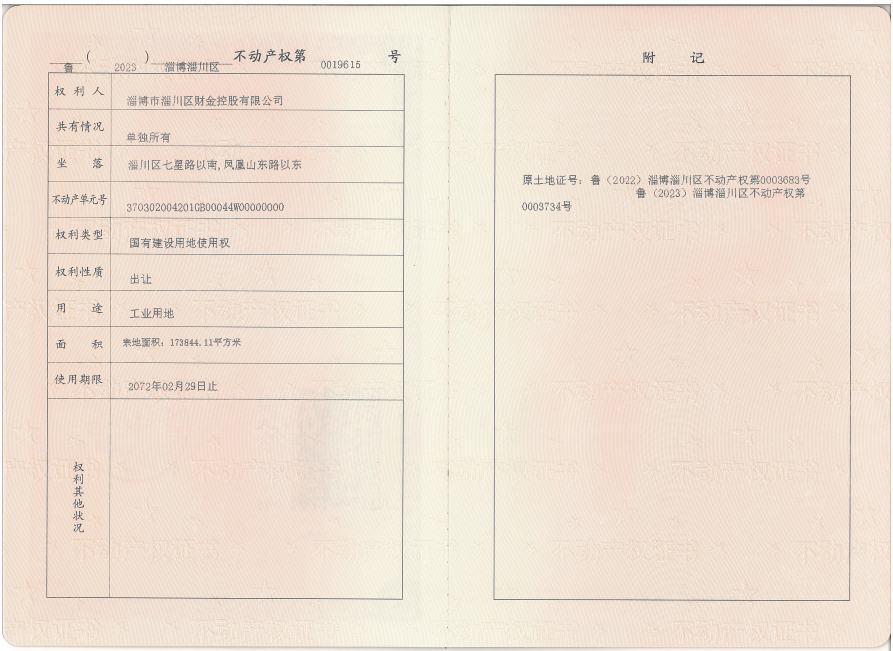 鲁(2023)淄博淄川区不动产权第0019615号
权利人 淄博市淄川区财金控股有限公司
共有情况 单独所有
坐落 淄川区七星路以南,凤凰山东路以东
不动产单元号 370302004201GB00044W00000000
权利类型 国有建设用地使用权
权利性质 出让
用途 工业用地
面积 宗地面积：173844.11平方米
使用期限 2072年02月29日止
权利其他状况
附记
原土地证号：鲁（2022）淄博淄川区不动产权第0003683号
鲁（2023）淄博淄川区不动产权第
0003734号